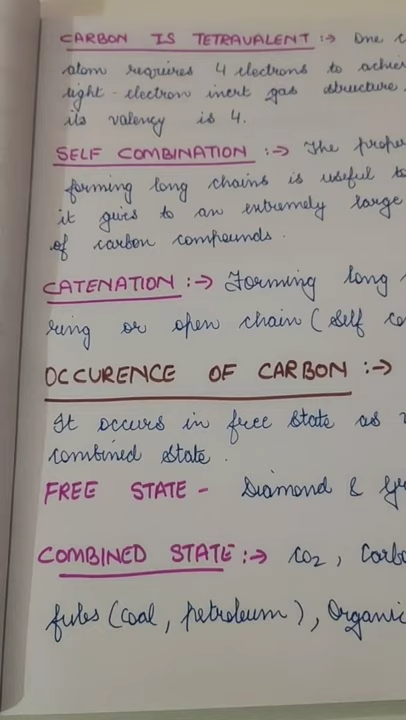 CARBON IS TETRAVALENT :→ One
atom requires 4 electrons to
eight-electron inert gas structure.
its valency is 4.
SELF COMBINATION :→ The
forming long chains is useful
it gives to an extremely large
of carbon compounds.
CATENATION :→ Forming long
ring or open chain (Self
OCCURENCE OF CARBON :→
It occurs in free state as
combined state.
FREE STATE - Diamond &
COMBINED STATE :→ CO2,
fules (Coal, petroleum), Organic